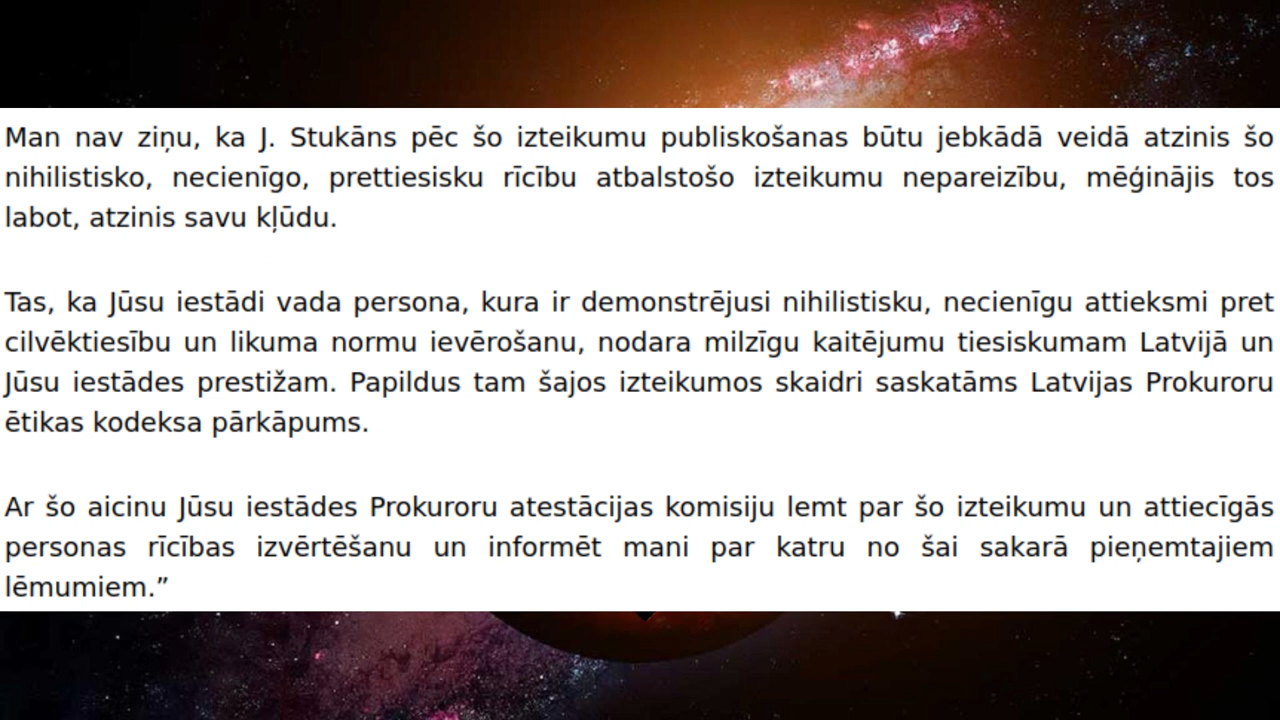 Man nav ziņu, ka J. Stukāns pēc šo izteikumu publiskošanas būtu jebkādā veidā atzinis šo
nihilistisko, necienīgo, prettiesisku rīcību atbalstošo izteikumu nepareizību, mēģinājis tos
labot, atzinis savu kļūdu.
Tas, ka Jūsu iestādi vada persona, kura ir demonstrējusi nihilistisku, necienīgu attieksmi pret
cilvēktiesību un likuma normu ievērošanu, nodara milzīgu kaitējumu tiesiskumam Latvijā un
Jūsu iestādes prestižam. Papildus tam šajos izteikumos skaidri saskatāms Latvijas Prokuroru
ētikas kodeksa pārkāpums.
Ar šo aicinu Jūsu iestādes Prokuroru atestācijas komisiju lemt par šo izteikumu un attiecīgās
personas rīcības izvērtēšanu un informēt mani par katru no šai sakarā pieņemtajiem
lēmumiem.”